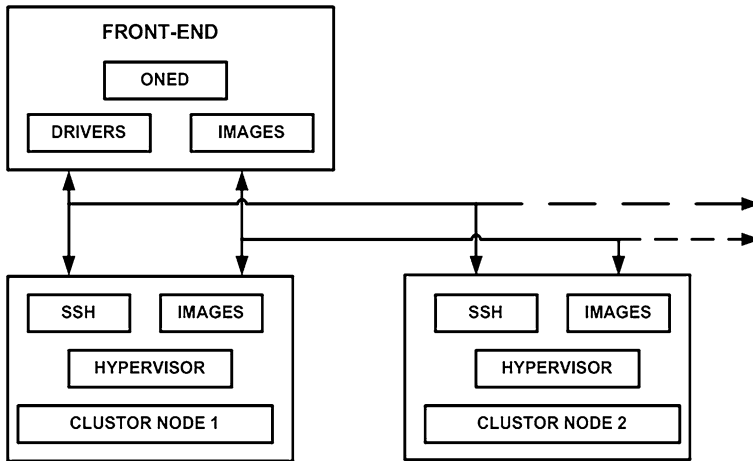 FRONT-END
ONED
DRIVERS
IMAGES
SSH
IMAGES
HYPERVISOR
CLUSTOR NODE 1
SSH
IMAGES
HYPERVISOR
CLUSTOR NODE 2